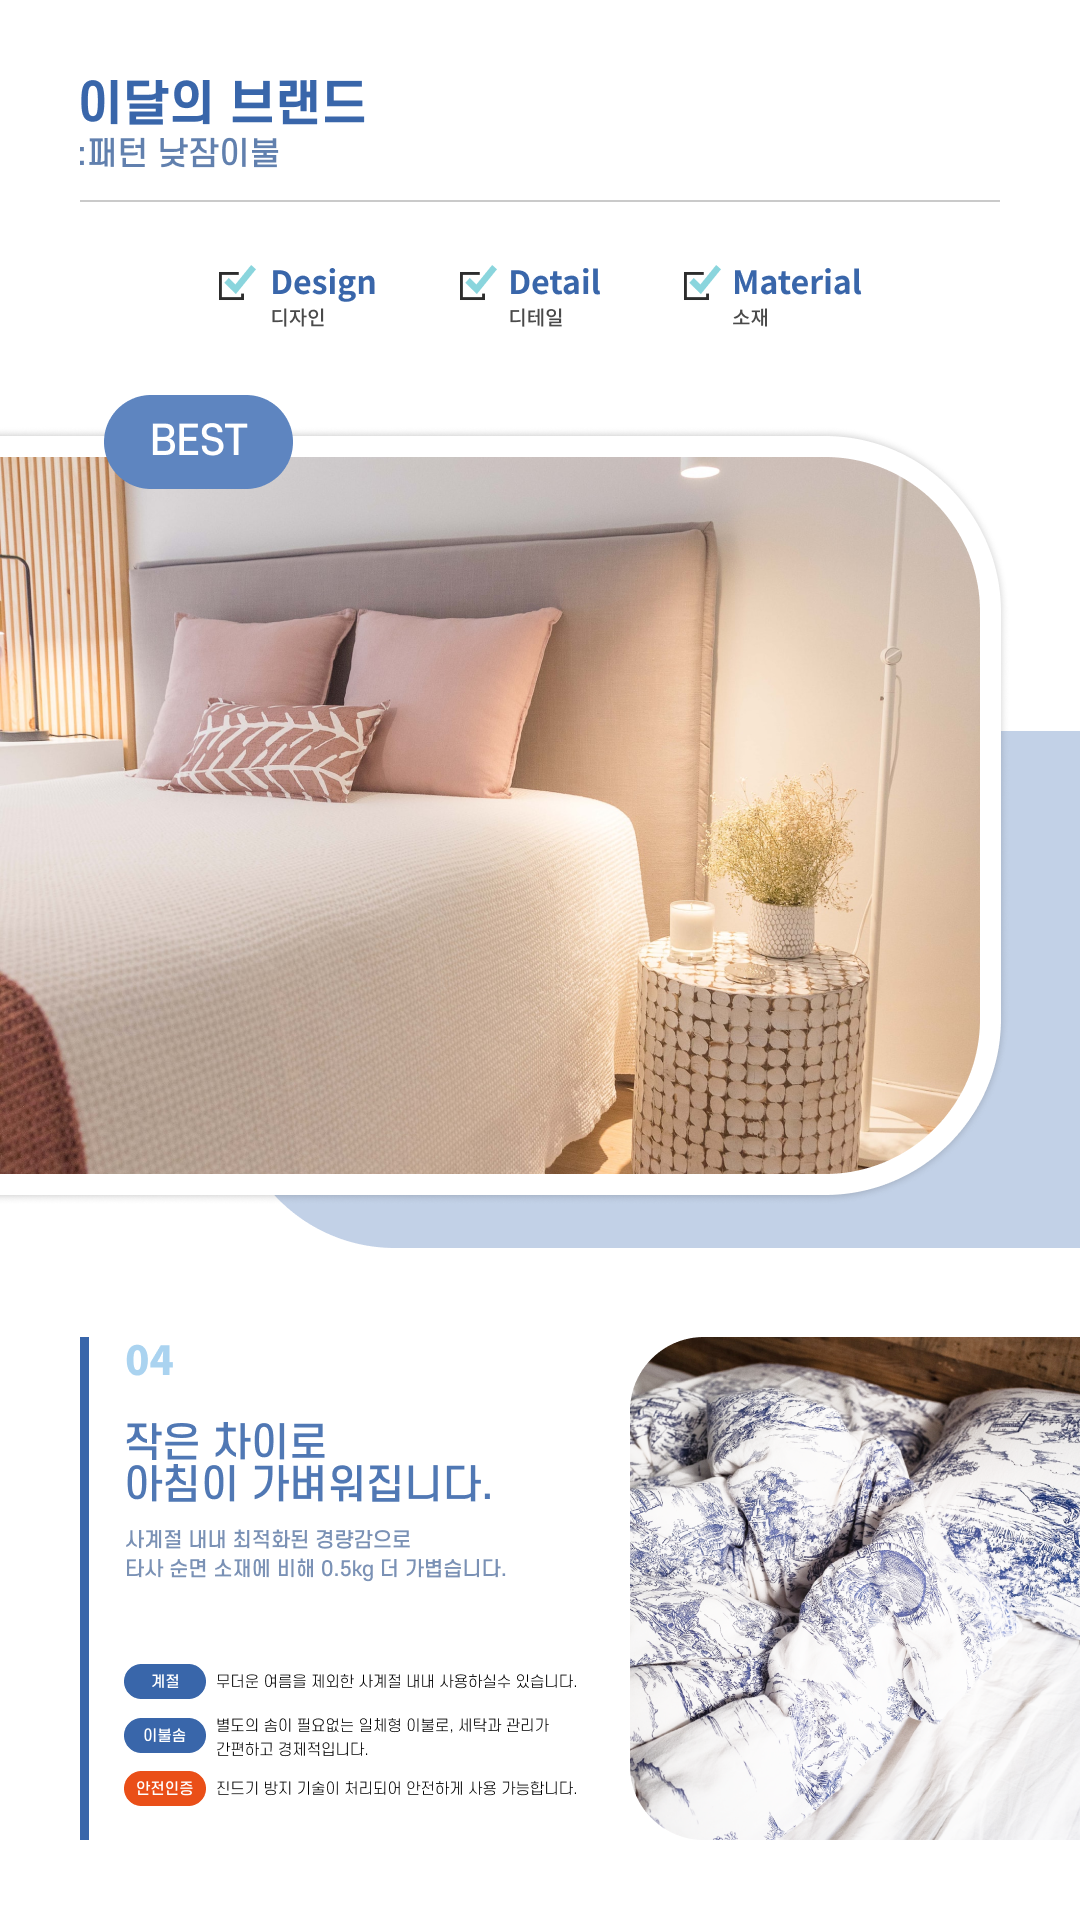 이달의 브랜드
:패턴 낮잠이불
Design
디자인
Detail
디테일
Material
소재
BEST
04
작은 차이로
아침이 가벼워집니다.
사계절 내내 최적화된 경량감으로
타사 순면 소재에 비해 0.5kg 더 가볍습니다.
계절
무더운 여름을 제외한 사계절 내내 사용하실수 있습니다.
이불솜
별도의 솜이 필요없는 일체형 이불로, 세탁과 관리가
간편하고 경제적입니다.
안전인증
진드기 방지 기술이 처리되어 안전하게 사용 가능합니다.